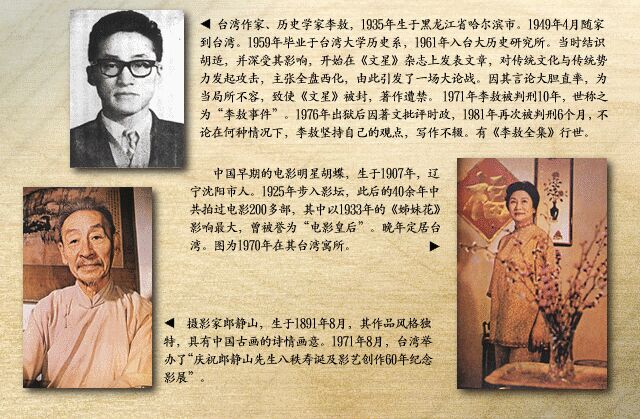 ◀ 台湾作家、历史学家李敖，1935年生于黑龙江省哈尔滨市。1949年4月随家
到台湾。1959年毕业于台湾大学历史系，1961年入台大历史研究所。当时结识
胡适，并深受其影响，开始在《文星》杂志上发表文章，对传统文化与传统势
力发起攻击，主张全盘西化，由此引发了一场大论战。因其言论大胆直率，为
当局所不容，致使《文星》被封，著作遭禁。1971年李敖被判刑10年，世称之
为“李敖事件”。1976年出狱后因著文批评时政，1981年再次被判刑6个月，不
论在何种情况下，李敖坚持自己的观点，写作不辍。有《李敖全集》行世。
中国早期的电影明星胡蝶，生于1907年，辽
宁沈阳市人。1925年步入影坛，此后的40余年中
共拍过电影200多部，其中以1933年的《姊妹花》
影响最大，曾被誉为“电影皇后”。晚年定居台
湾。图为1970年在其台湾寓所。 ▶
◀ 摄影家郎静山，生于1891年8月，其作品风格独
特，具有中国古画的诗情画意。1971年8月，台湾举
办了“庆祝郎静山先生八秩寿诞及影艺创作60年纪念
影展”。